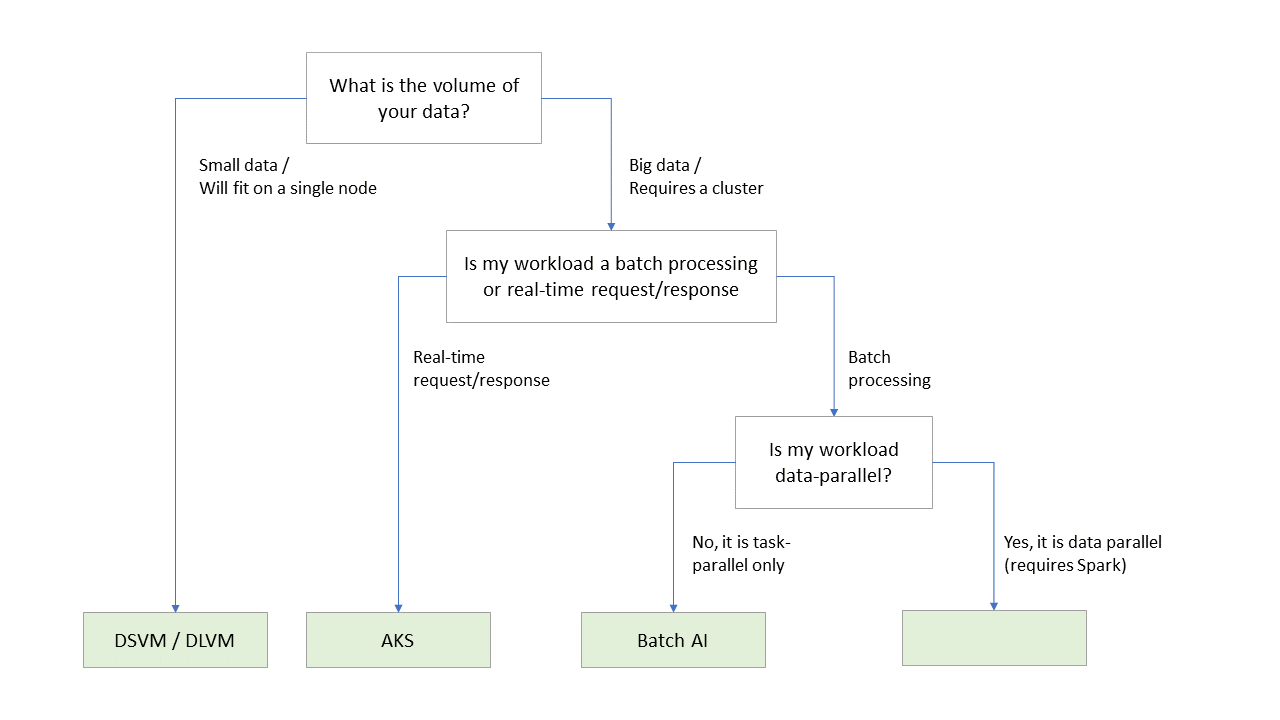 What is the volume of
your data?
Small data /
Will fit on a single node
Big data /
Requires a cluster
Is my workload a batch processing
or real-time request/response
Real-time
request/response
Batch
processing
Is my workload
data-parallel?
No, it is task-
parallel only
Yes, it is data parallel
(requires Spark)
DSVM / DLVM
AKS
Batch AI